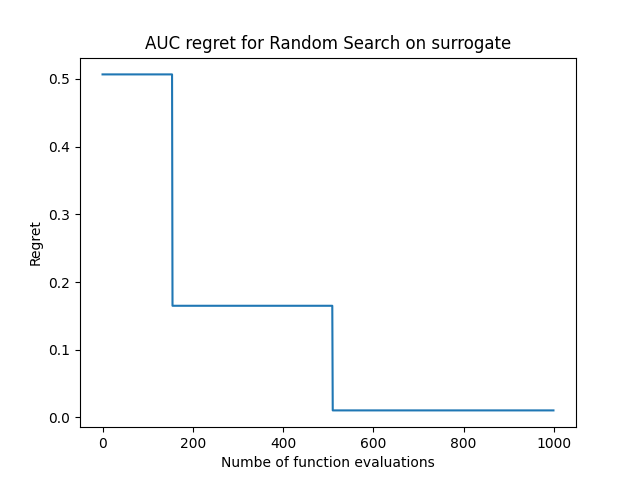 AUC regret for Random Search on surrogate
0.5
0.4
0.3
0.2
0.1
0.0
Regret
0 200 400 600 800 1000
Numbe of function evaluations